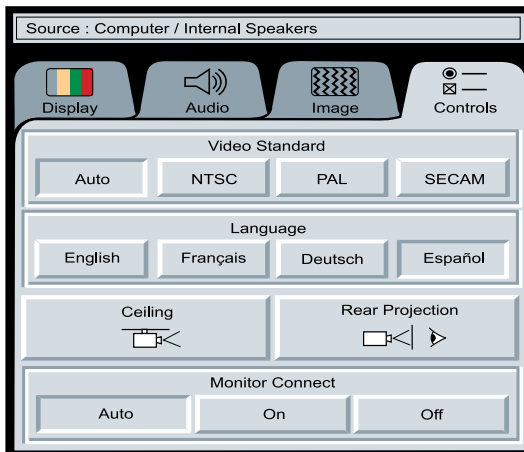 Source : Computer / Internal Speakers
Display Audio Image Controls
Video Standard
Auto NTSC PAL SECAM
Language
English Français Deutsch Español
Ceiling Rear Projection
Monitor Connect
Auto On Off